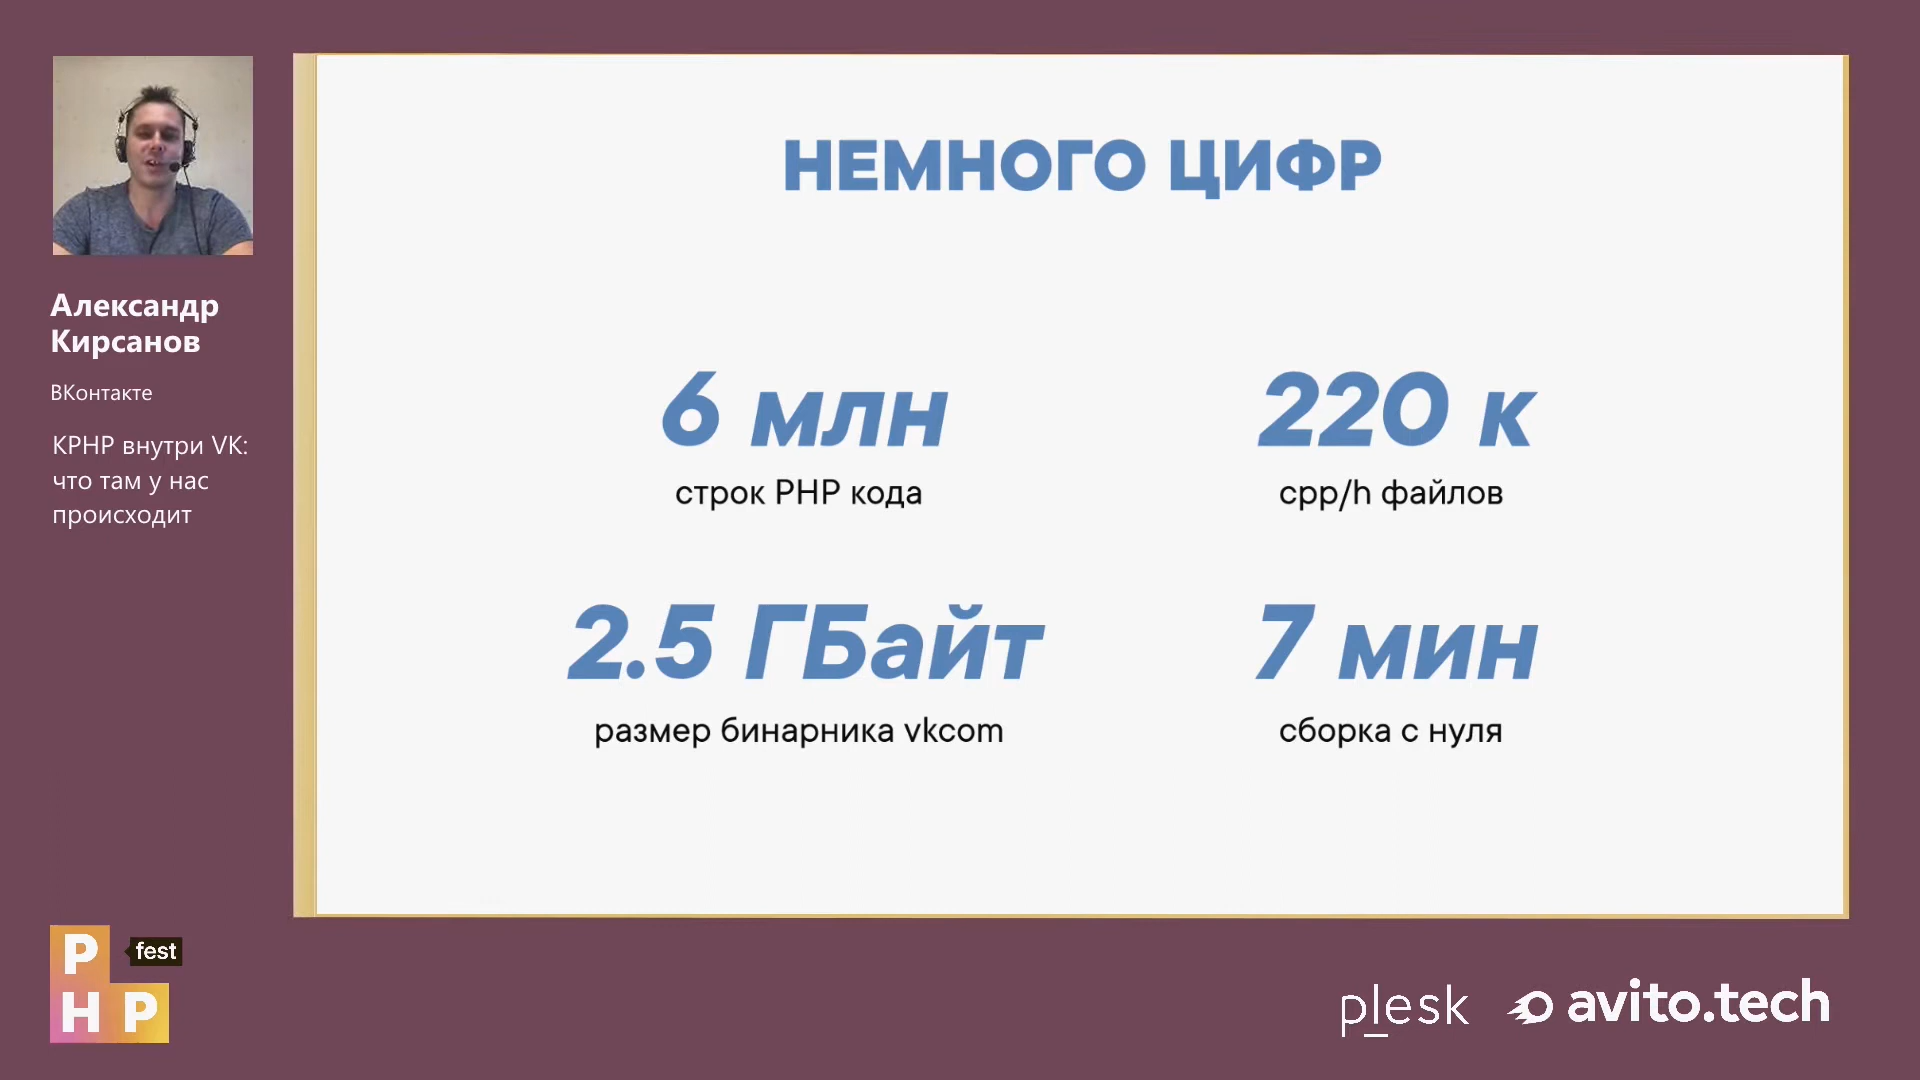 Александр
Кирсанов
ВКонтакте
KPHP внутри VK:
что там у нас
происходит
НЕМНОГО ЦИФР
6 млн
строк PHP кода
220 к
cpp/h файлов
2.5 ГБайт
размер бинарника vkcom
7 мин
сборка с нуля
P
fest
H P
plesk
avito.tech